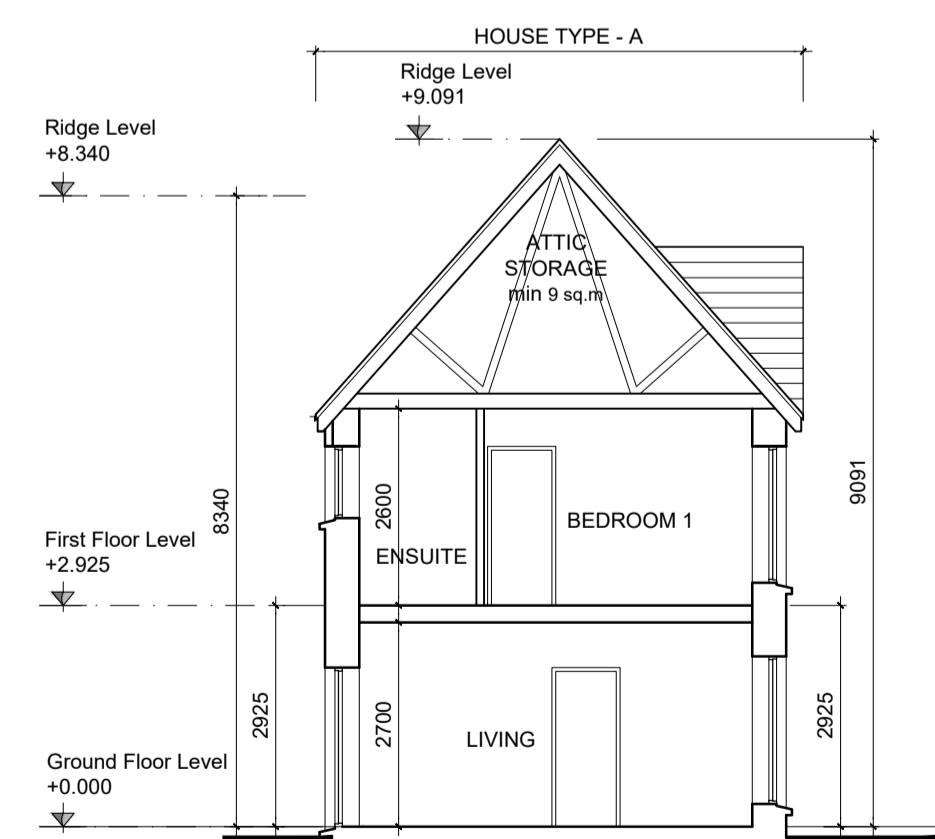 HOUSE TYPE - A
Ridge Level
+9.091
Ridge Level
+8.340
ATTIC
STORAGE
min 9 sq.m
8340
2600
9091
BEDROOM 1
First Floor Level
+2.925
ENSUITE
2925
2700
LIVING
2925
Ground Floor Level
+0.000